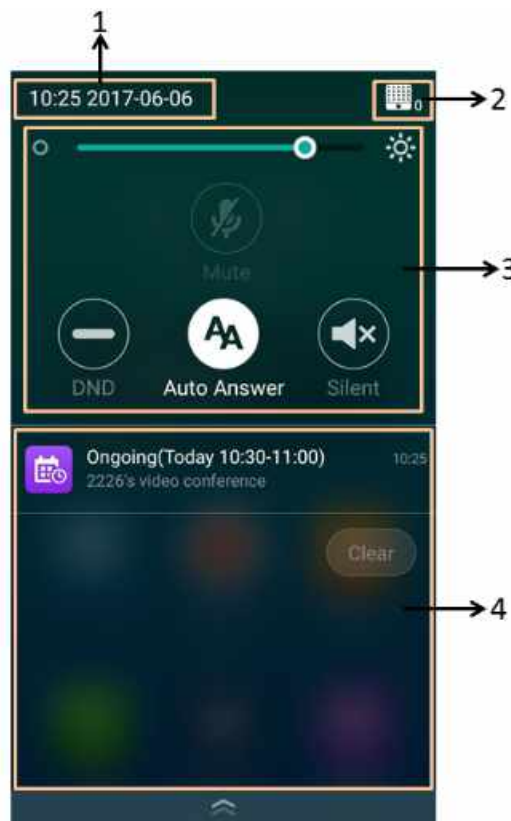 1
10:25 2017-06-06
0
2
Mute
3
DND Auto Answer Silent
Ongoing(Today 10:30-11:00) 10:25
2226's video conference
Clear
4